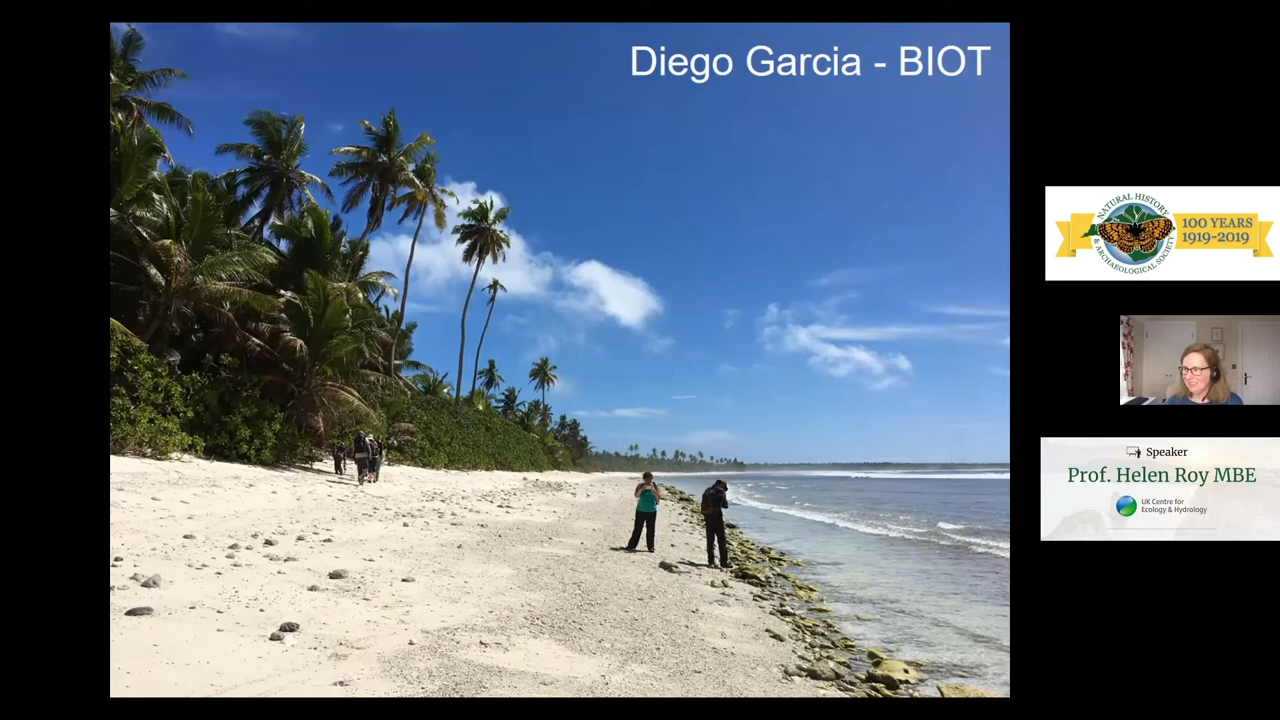 Diego Garcia - BIOT
NATURAL HISTORY
& ARCHAEOLOGICAL SOCIETY
100 YEARS
1919-2019
Speaker
Prof. Helen Roy MBE
UK Centre for
Ecology & Hydrology